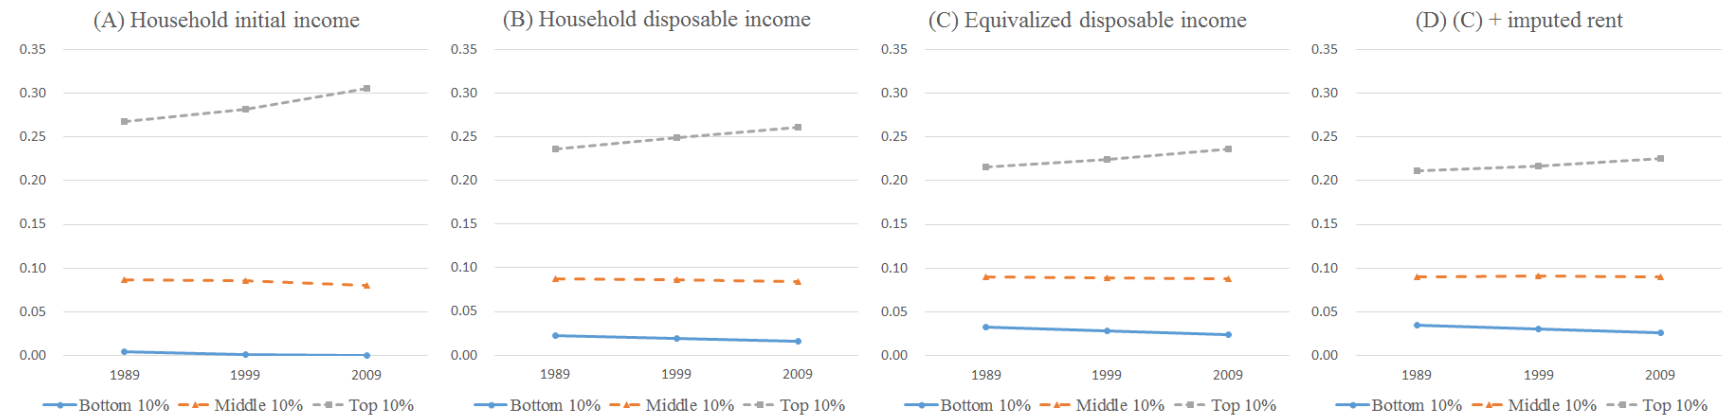 (A) Household initial income
0.35
0.30
0.25
0.20
0.15
0.10
0.05
0.00
1989 1999 2009
Bottom 10% Middle 10% Top 10%
(B) Household disposable income
0.35
0.30
0.25
0.20
0.15
0.10
0.05
0.00
1989 1999 2009
Bottom 10% Middle 10% Top 10%
(C) Equivalized disposable income
0.35
0.30
0.25
0.20
0.15
0.10
0.05
0.00
1989 1999 2009
Bottom 10% Middle 10% Top 10%
(D) (C) + imputed rent
0.35
0.30
0.25
0.20
0.15
0.10
0.05
0.00
1989 1999 2009
Bottom 10% Middle 10% Top 10%